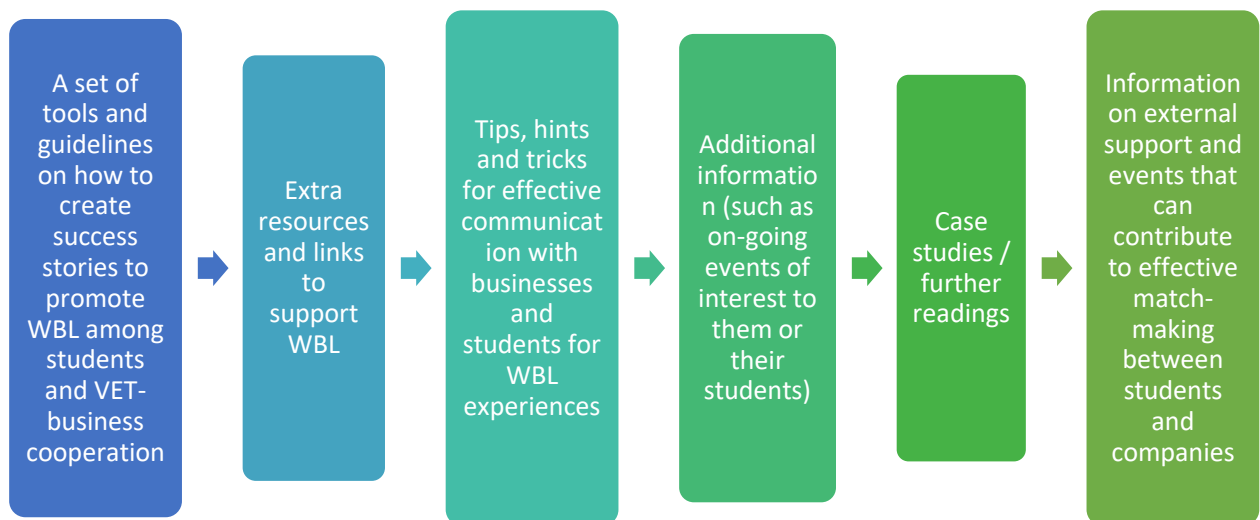 A set of
tools and
guidelines
on how to
create
success
stories to
promote
WBL among
students
and VET-
business
cooperation
Extra
resources
and links
to
support
WBL
Tips, hints
and tricks
for effective
communicat
ion with
businesses
and
students for
WBL
experiences
Additional
informatio
n (such as
on-going
events of
interest to
them or
their
students)
Case
studies /
further
readings
Information
on external
support and
events that
can
contribute
to effective
match-
making
between
students
and
companies